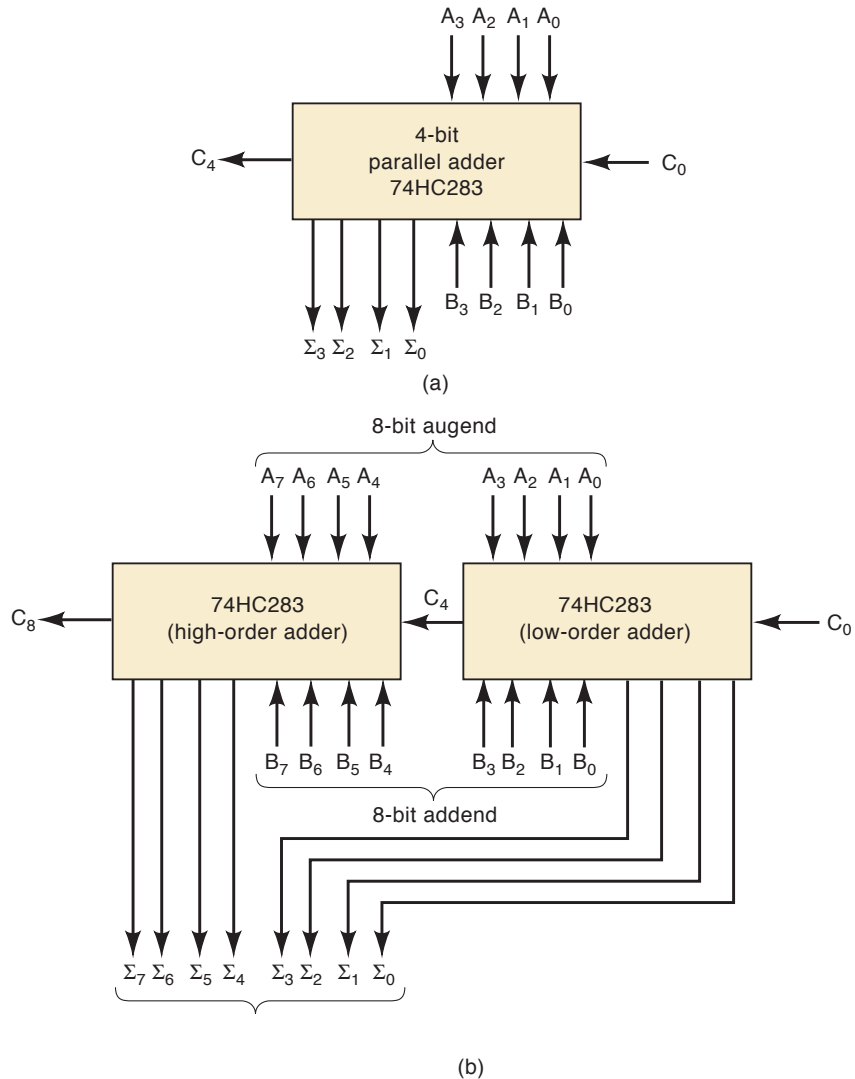 A₃ A₂ A₁ A₀
4-bit
parallel adder
74HC283
C₄
C₀
B₃ B₂ B₁ B₀
Σ₃ Σ₂ Σ₁ Σ₀
(a)
8-bit augend
A₇ A₆ A₅ A₄ A₃ A₂ A₁ A₀
C₈
74HC283
(high-order adder)
C₄
74HC283
(low-order adder)
C₀
B₇ B₆ B₅ B₄ B₃ B₂ B₁ B₀
8-bit addend
Σ₇ Σ₆ Σ₅ Σ₄ Σ₃ Σ₂ Σ₁ Σ₀
(b)